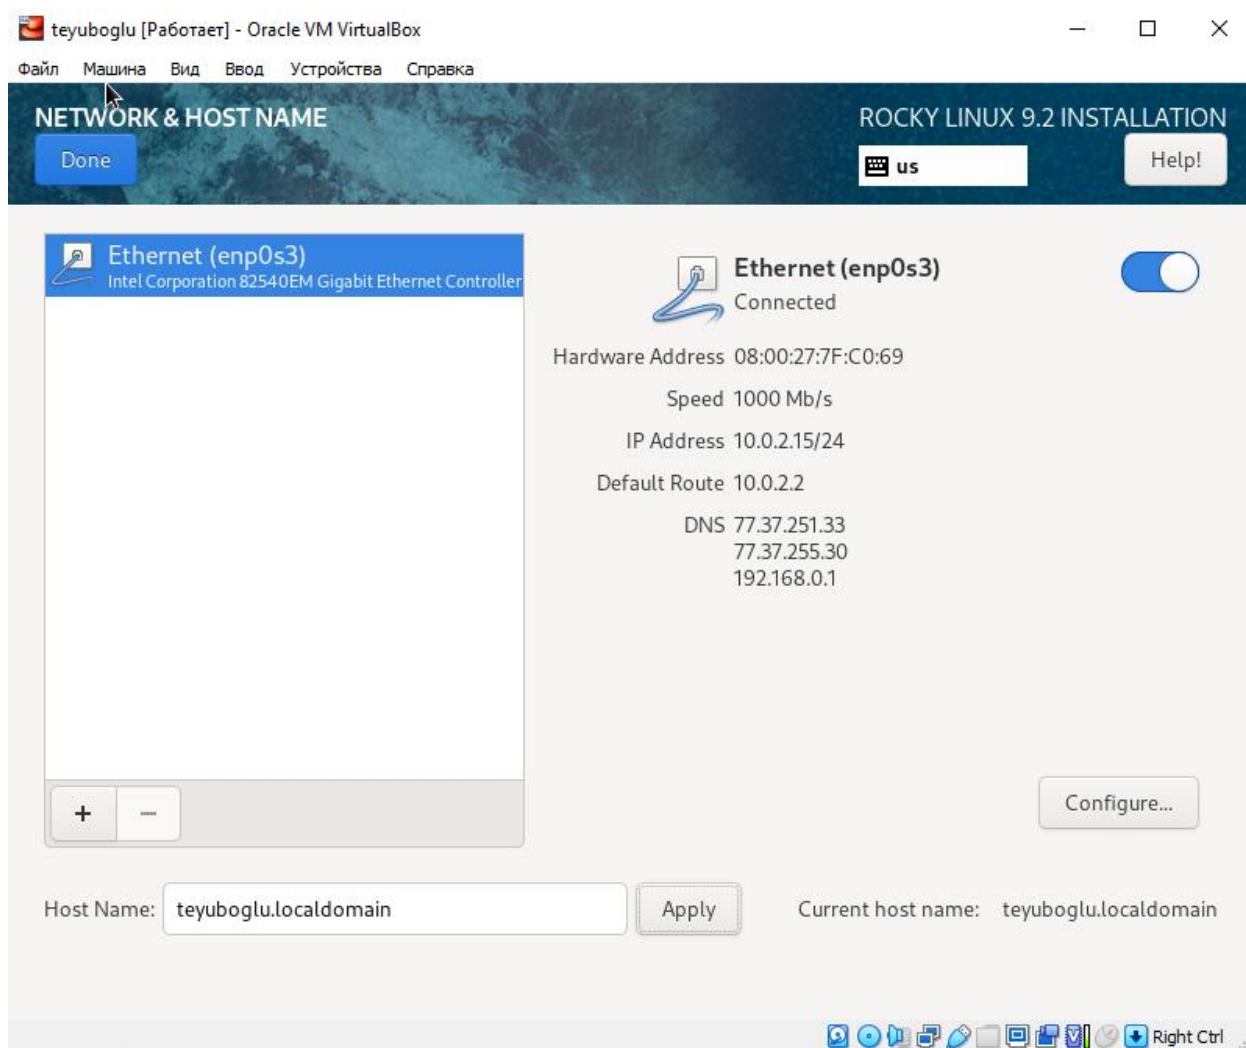 teyuboglu [Работает] - Oracle VM VirtualBox
Файл Машина Вид Ввод Устройства Справка
NETWORK & HOST NAME
ROCKY LINUX 9.2 INSTALLATION
Done
us
Help!
Ethernet (enp0s3)
Intel Corporation 82540EM Gigabit Ethernet Controller
Ethernet (enp0s3)
Connected
Hardware Address 08:00:27:7F:C0:69
Speed 1000 Mb/s
IP Address 10.0.2.15/24
Default Route 10.0.2.2
DNS 77.37.251.33
77.37.255.30
192.168.0.1
+ −
Configure...
Host Name: teyuboglu.localdomain Apply Current host name: teyuboglu.localdomain
Right Ctrl